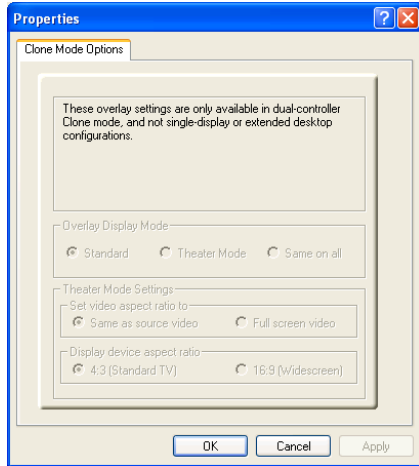 Properties
Clone Mode Options
These overlay settings are only available in dual-controller
Clone mode, and not single-display or extended desktop
configurations.
Overlay Display Mode
Standard Theater Mode Same on all
Theater Mode Settings
Set video aspect ratio to
Same as source video Full screen video
Display device aspect ratio
4:3 (Standard TV) 16:9 (Widescreen)
OK Cancel Apply